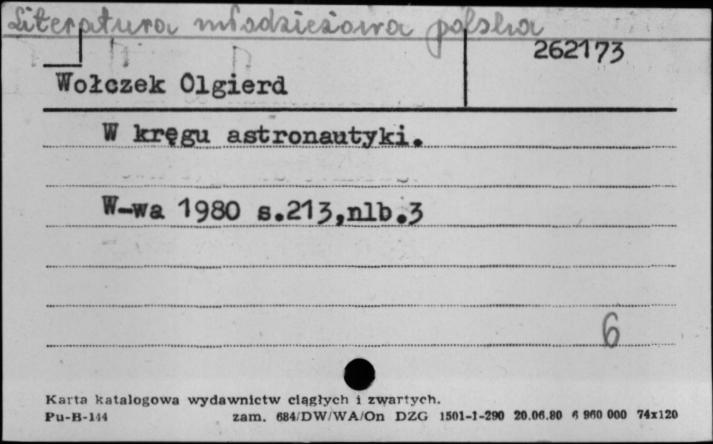 Literatura młodzieżowa polska
262173
Wołczek Olgierd
W kręgu astronautyki.
W-wa 1980 s.213,nlb.3
6
Karta katalogowa wydawnictw ciągłych i zwartych.
Pu-B-144 zam. 684/DW/WA/On DZG 1501-1-290 20.06.80 6 960 000 74x120